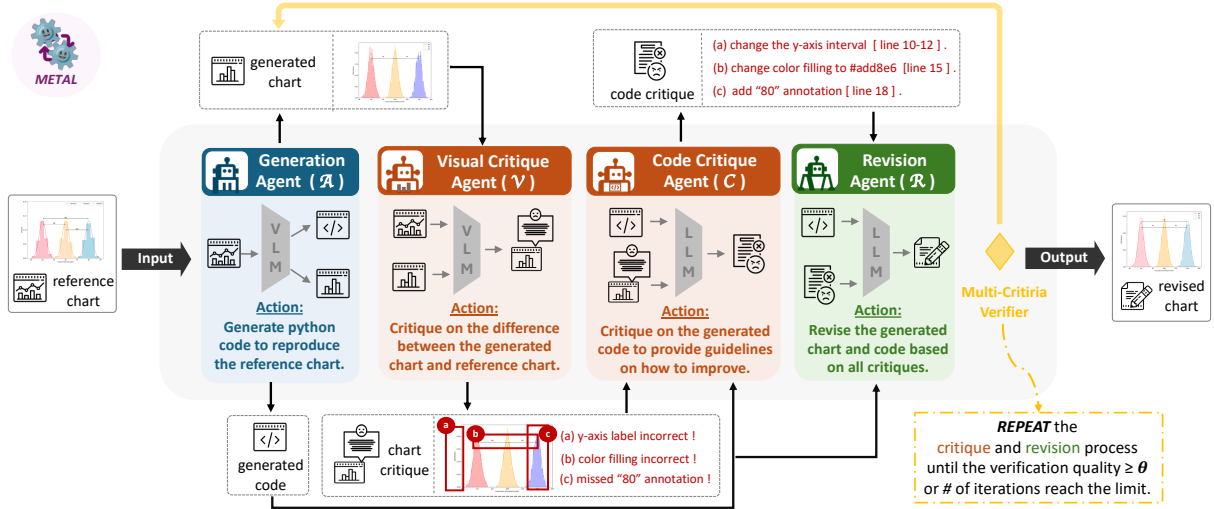 METAL
generated
chart
code critique
(a) change the y-axis interval [ line 10-12 ] .
(b) change color filling to #add8e6 [line 15 ] .
(c) add “80” annotation [ line 18 ] .
Generation
Agent ( 𝒜 )
Visual Critique
Agent ( 𝒱 )
Code Critique
Agent ( 𝒞 )
Revision
Agent ( ℛ )
reference
chart
Input
VLM
Action:
Generate python
code to reproduce
the reference chart.
VLM
Action:
Critique on the difference
between the generated
chart and reference chart.
LLM
Action:
Critique on the generated
code to provide guidelines
on how to improve.
LLM
Action:
Revise the generated
chart and code based
on all critiques.
Multi-Critiria
Verifier
Output
revised
chart
generated
code
chart
critique
a
b
c
(a) y-axis label incorrect !
(b) color filling incorrect !
(c) missed “80” annotation !
REPEAT the
critique and revision process
until the verification quality ≥ θ
or # of iterations reach the limit.